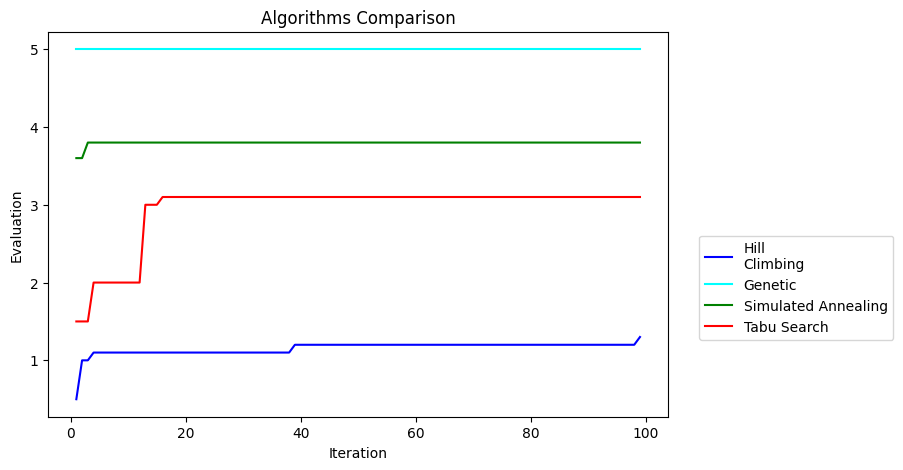 Algorithms Comparison
Evaluation
5
4
3
2
1
0
20
40
60
80
100
Iteration
Hill
Climbing
Genetic
Simulated Annealing
Tabu Search